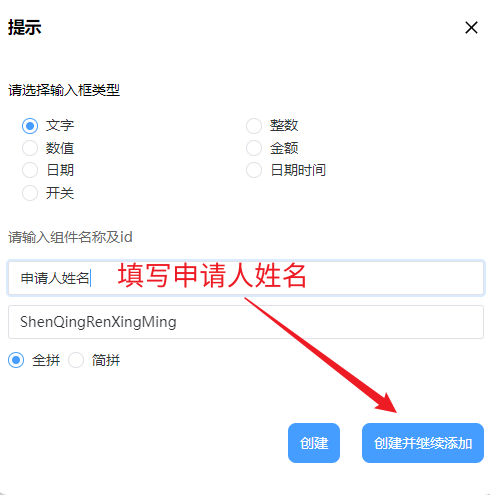 提示
请选择输入框类型
文字 整数
数值 金额
日期 日期时间
开关
请输入组件名称及id
申请人姓名 填写申请人姓名
ShenQingRenXingMing
全拼 简拼
创建 创建并继续添加